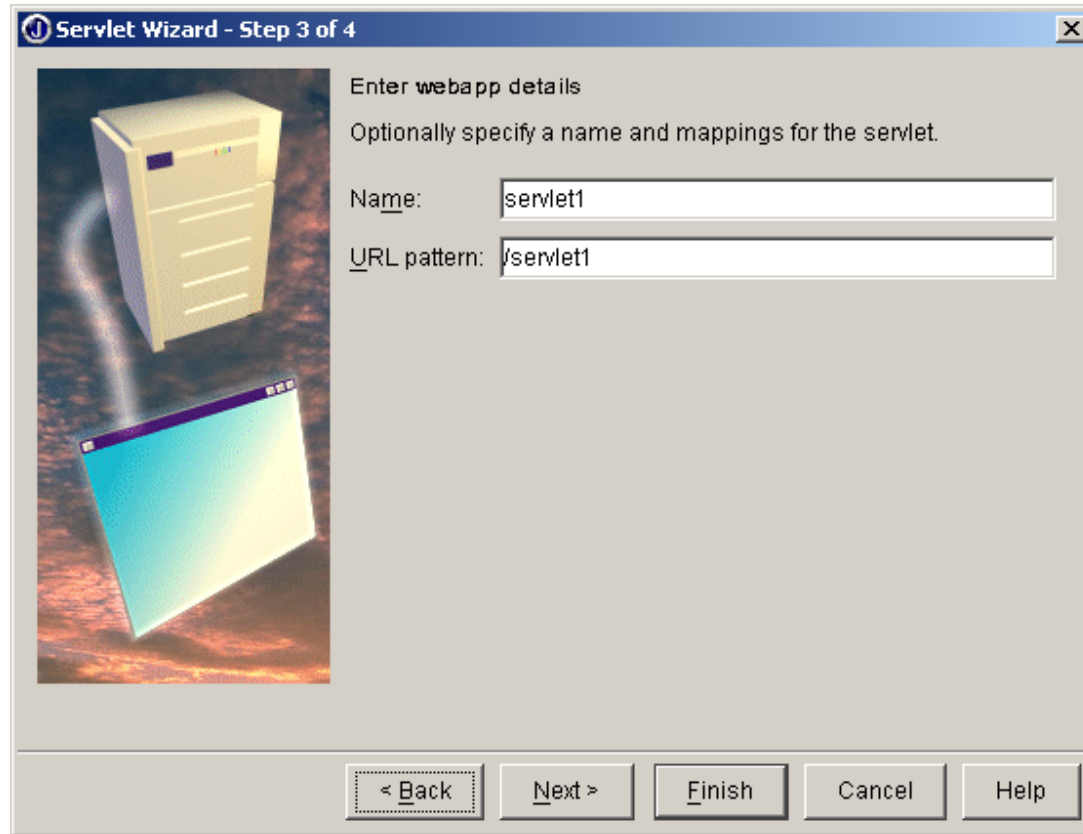 Servlet Wizard - Step 3 of 4
Enter webapp details
Optionally specify a name and mappings for the servlet.
Name: servlet1
URL pattern: /servlet1
< Back Next > Finish Cancel Help